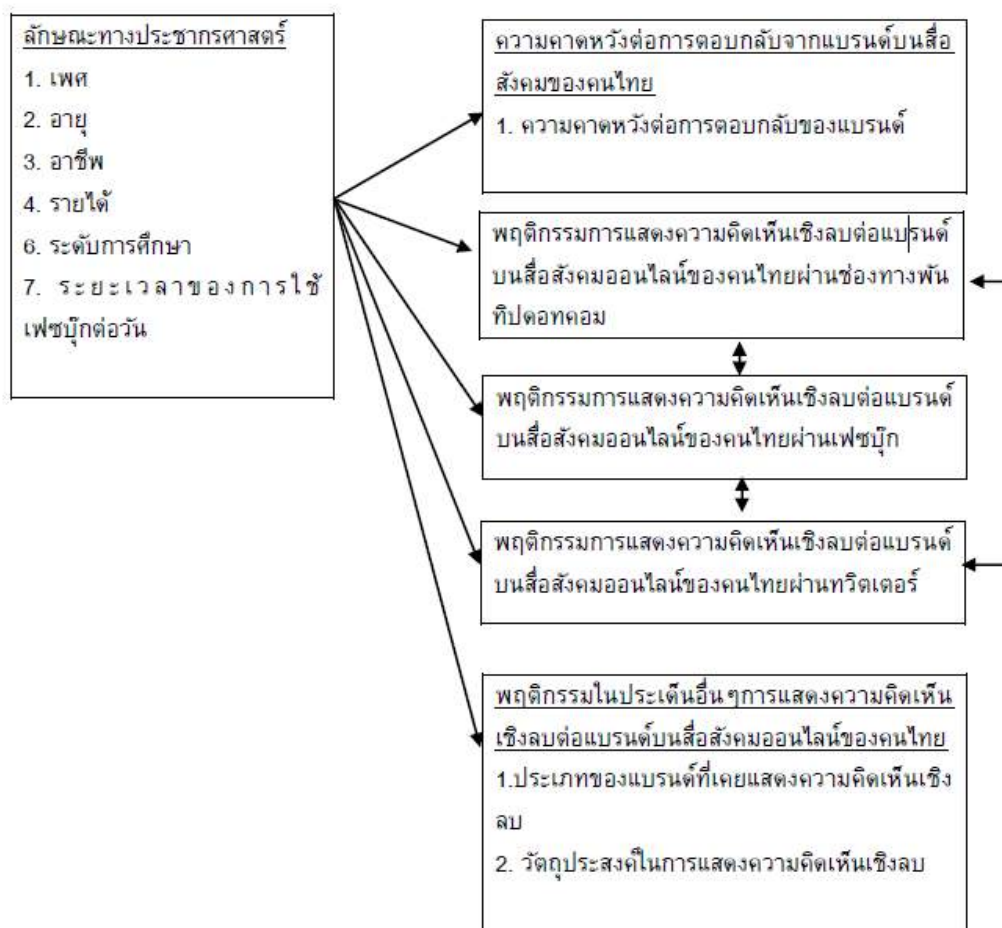 ลักษณะทางประชากรศาสตร์
1. เพศ
2. อายุ
3. อาชีพ
4. รายได้
6. ระดับการศึกษา
7. ระยะเวลาของการใช้
เฟซบุ๊กต่อวัน
ความคาดหวังต่อการตอบกลับจากแบรนด์บนสื่อ
สังคมของคนไทย
1. ความคาดหวังต่อการตอบกลับของแบรนด์
พฤติกรรมการแสดงความคิดเห็นเชิงลบต่อแบรนด์
บนสื่อสังคมออนไลน์ของคนไทยผ่านช่องทางพัน
ทิปดอทคอม
พฤติกรรมการแสดงความคิดเห็นเชิงลบต่อแบรนด์
บนสื่อสังคมออนไลน์ของคนไทยผ่านเฟซบุ๊ก
พฤติกรรมการแสดงความคิดเห็นเชิงลบต่อแบรนด์
บนสื่อสังคมออนไลน์ของคนไทยผ่านทวิตเตอร์
พฤติกรรมในประเด็นอื่นๆการแสดงความคิดเห็น
เชิงลบต่อแบรนด์บนสื่อสังคมออนไลน์ของคนไทย
1.ประเภทของแบรนด์ที่เคยแสดงความคิดเห็นเชิง
ลบ
2. วัตถุประสงค์ในการแสดงความคิดเห็นเชิงลบ